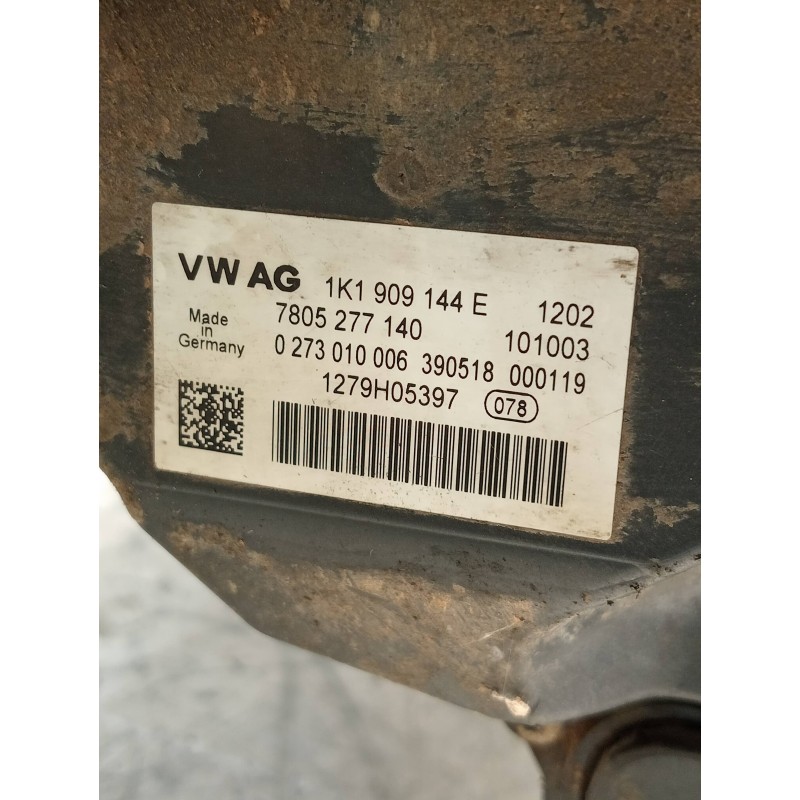 VW AG 1K1 909 144 E 1202
Made in Germany
7805 277 140 101003
0 273 010 006 390518 000119
1279H05397 078